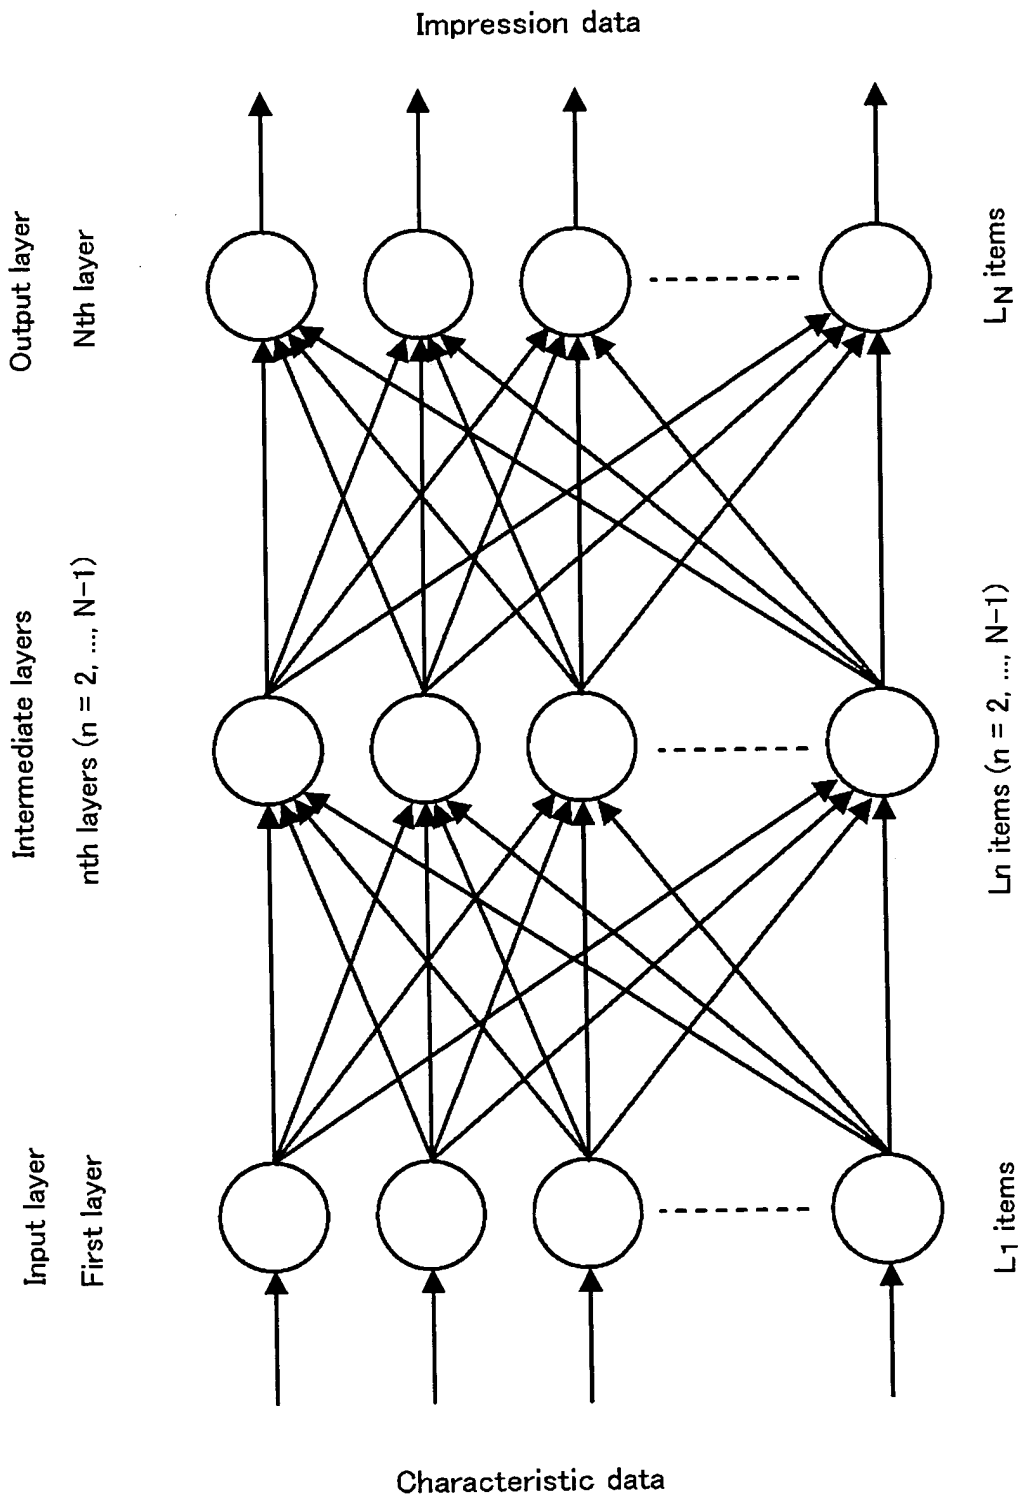 Impression data
Output layer
Nth layer
LN items
Intermediate layers
nth layers (n = 2, ..., N-1)
Ln items (n = 2, ..., N-1)
Input layer
First layer
L1 items
Characteristic data